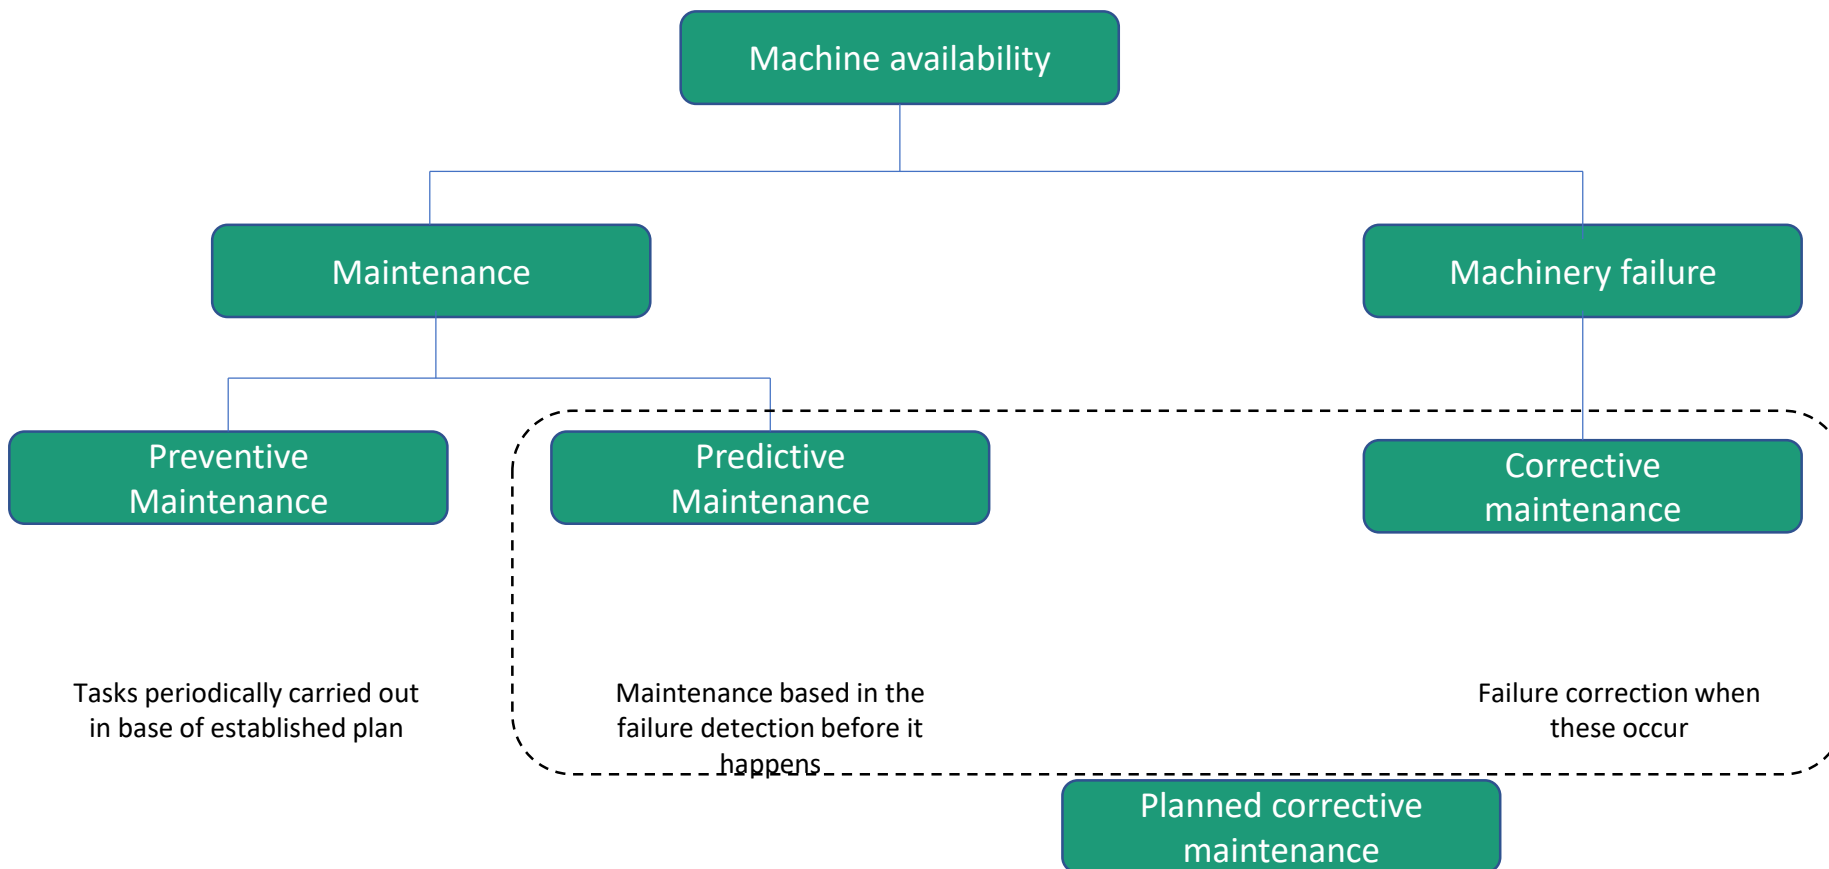 Machine availability
Maintenance
Machinery failure
Preventive
Maintenance
Predictive
Maintenance
Corrective
maintenance
Tasks periodically carried out
in base of established plan
Maintenance based in the
failure detection before it
happens
Failure correction when
these occur
Planned corrective
maintenance